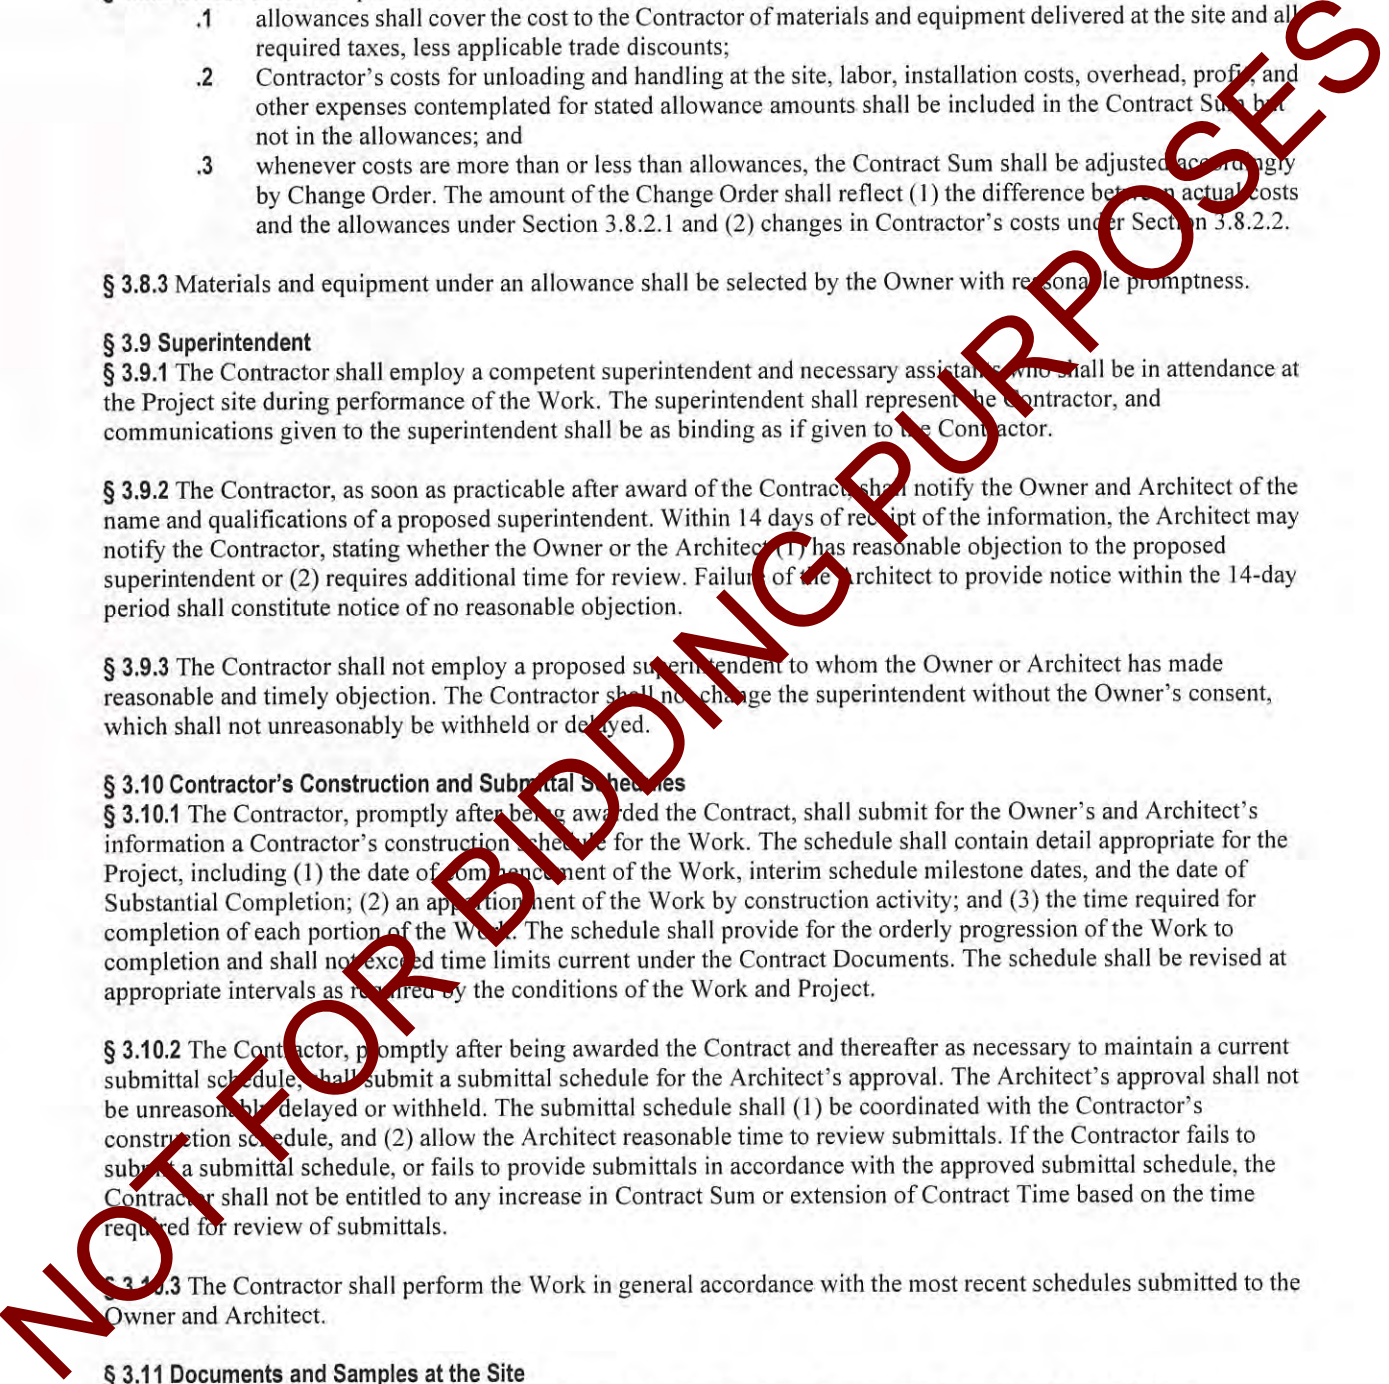 .1 allowances shall cover the cost to the Contractor of materials and equipment delivered at the site and all
required taxes, less applicable trade discounts;
.2 Contractor’s costs for unloading and handling at the site, labor, installation costs, overhead, profit, and
other expenses contemplated for stated allowance amounts shall be included in the Contract Sum but
not in the allowances; and
.3 whenever costs are more than or less than allowances, the Contract Sum shall be adjusted accordingly
by Change Order. The amount of the Change Order shall reflect (1) the difference between actual costs
and the allowances under Section 3.8.2.1 and (2) changes in Contractor’s costs under Section 3.8.2.2.
§ 3.8.3 Materials and equipment under an allowance shall be selected by the Owner with reasonable promptness.
§ 3.9 Superintendent
§ 3.9.1 The Contractor shall employ a competent superintendent and necessary assistants who shall be in attendance at
the Project site during performance of the Work. The superintendent shall represent the Contractor, and
communications given to the superintendent shall be as binding as if given to the Contractor.
§ 3.9.2 The Contractor, as soon as practicable after award of the Contract, shall notify the Owner and Architect of the
name and qualifications of a proposed superintendent. Within 14 days of receipt of the information, the Architect may
notify the Contractor, stating whether the Owner or the Architect (1) has reasonable objection to the proposed
superintendent or (2) requires additional time for review. Failure of the Architect to provide notice within the 14-day
period shall constitute notice of no reasonable objection.
§ 3.9.3 The Contractor shall not employ a proposed superintendent to whom the Owner or Architect has made
reasonable and timely objection. The Contractor shall not change the superintendent without the Owner’s consent,
which shall not unreasonably be withheld or delayed.
§ 3.10 Contractor’s Construction and Submittal Schedules
§ 3.10.1 The Contractor, promptly after being awarded the Contract, shall submit for the Owner’s and Architect’s
information a Contractor’s construction schedule for the Work. The schedule shall contain detail appropriate for the
Project, including (1) the date of commencement of the Work, interim schedule milestone dates, and the date of
Substantial Completion; (2) an apportionment of the Work by construction activity; and (3) the time required for
completion of each portion of the Work. The schedule shall provide for the orderly progression of the Work to
completion and shall not exceed time limits current under the Contract Documents. The schedule shall be revised at
appropriate intervals as required by the conditions of the Work and Project.
§ 3.10.2 The Contractor, promptly after being awarded the Contract and thereafter as necessary to maintain a current
submittal schedule, shall submit a submittal schedule for the Architect’s approval. The Architect’s approval shall not
be unreasonably delayed or withheld. The submittal schedule shall (1) be coordinated with the Contractor’s
construction schedule, and (2) allow the Architect reasonable time to review submittals. If the Contractor fails to
submit a submittal schedule, or fails to provide submittals in accordance with the approved submittal schedule, the
Contractor shall not be entitled to any increase in Contract Sum or extension of Contract Time based on the time
required for review of submittals.
§ 3.10.3 The Contractor shall perform the Work in general accordance with the most recent schedules submitted to the
Owner and Architect.
§ 3.11 Documents and Samples at the Site
NOT FOR BIDDING PURPOSES